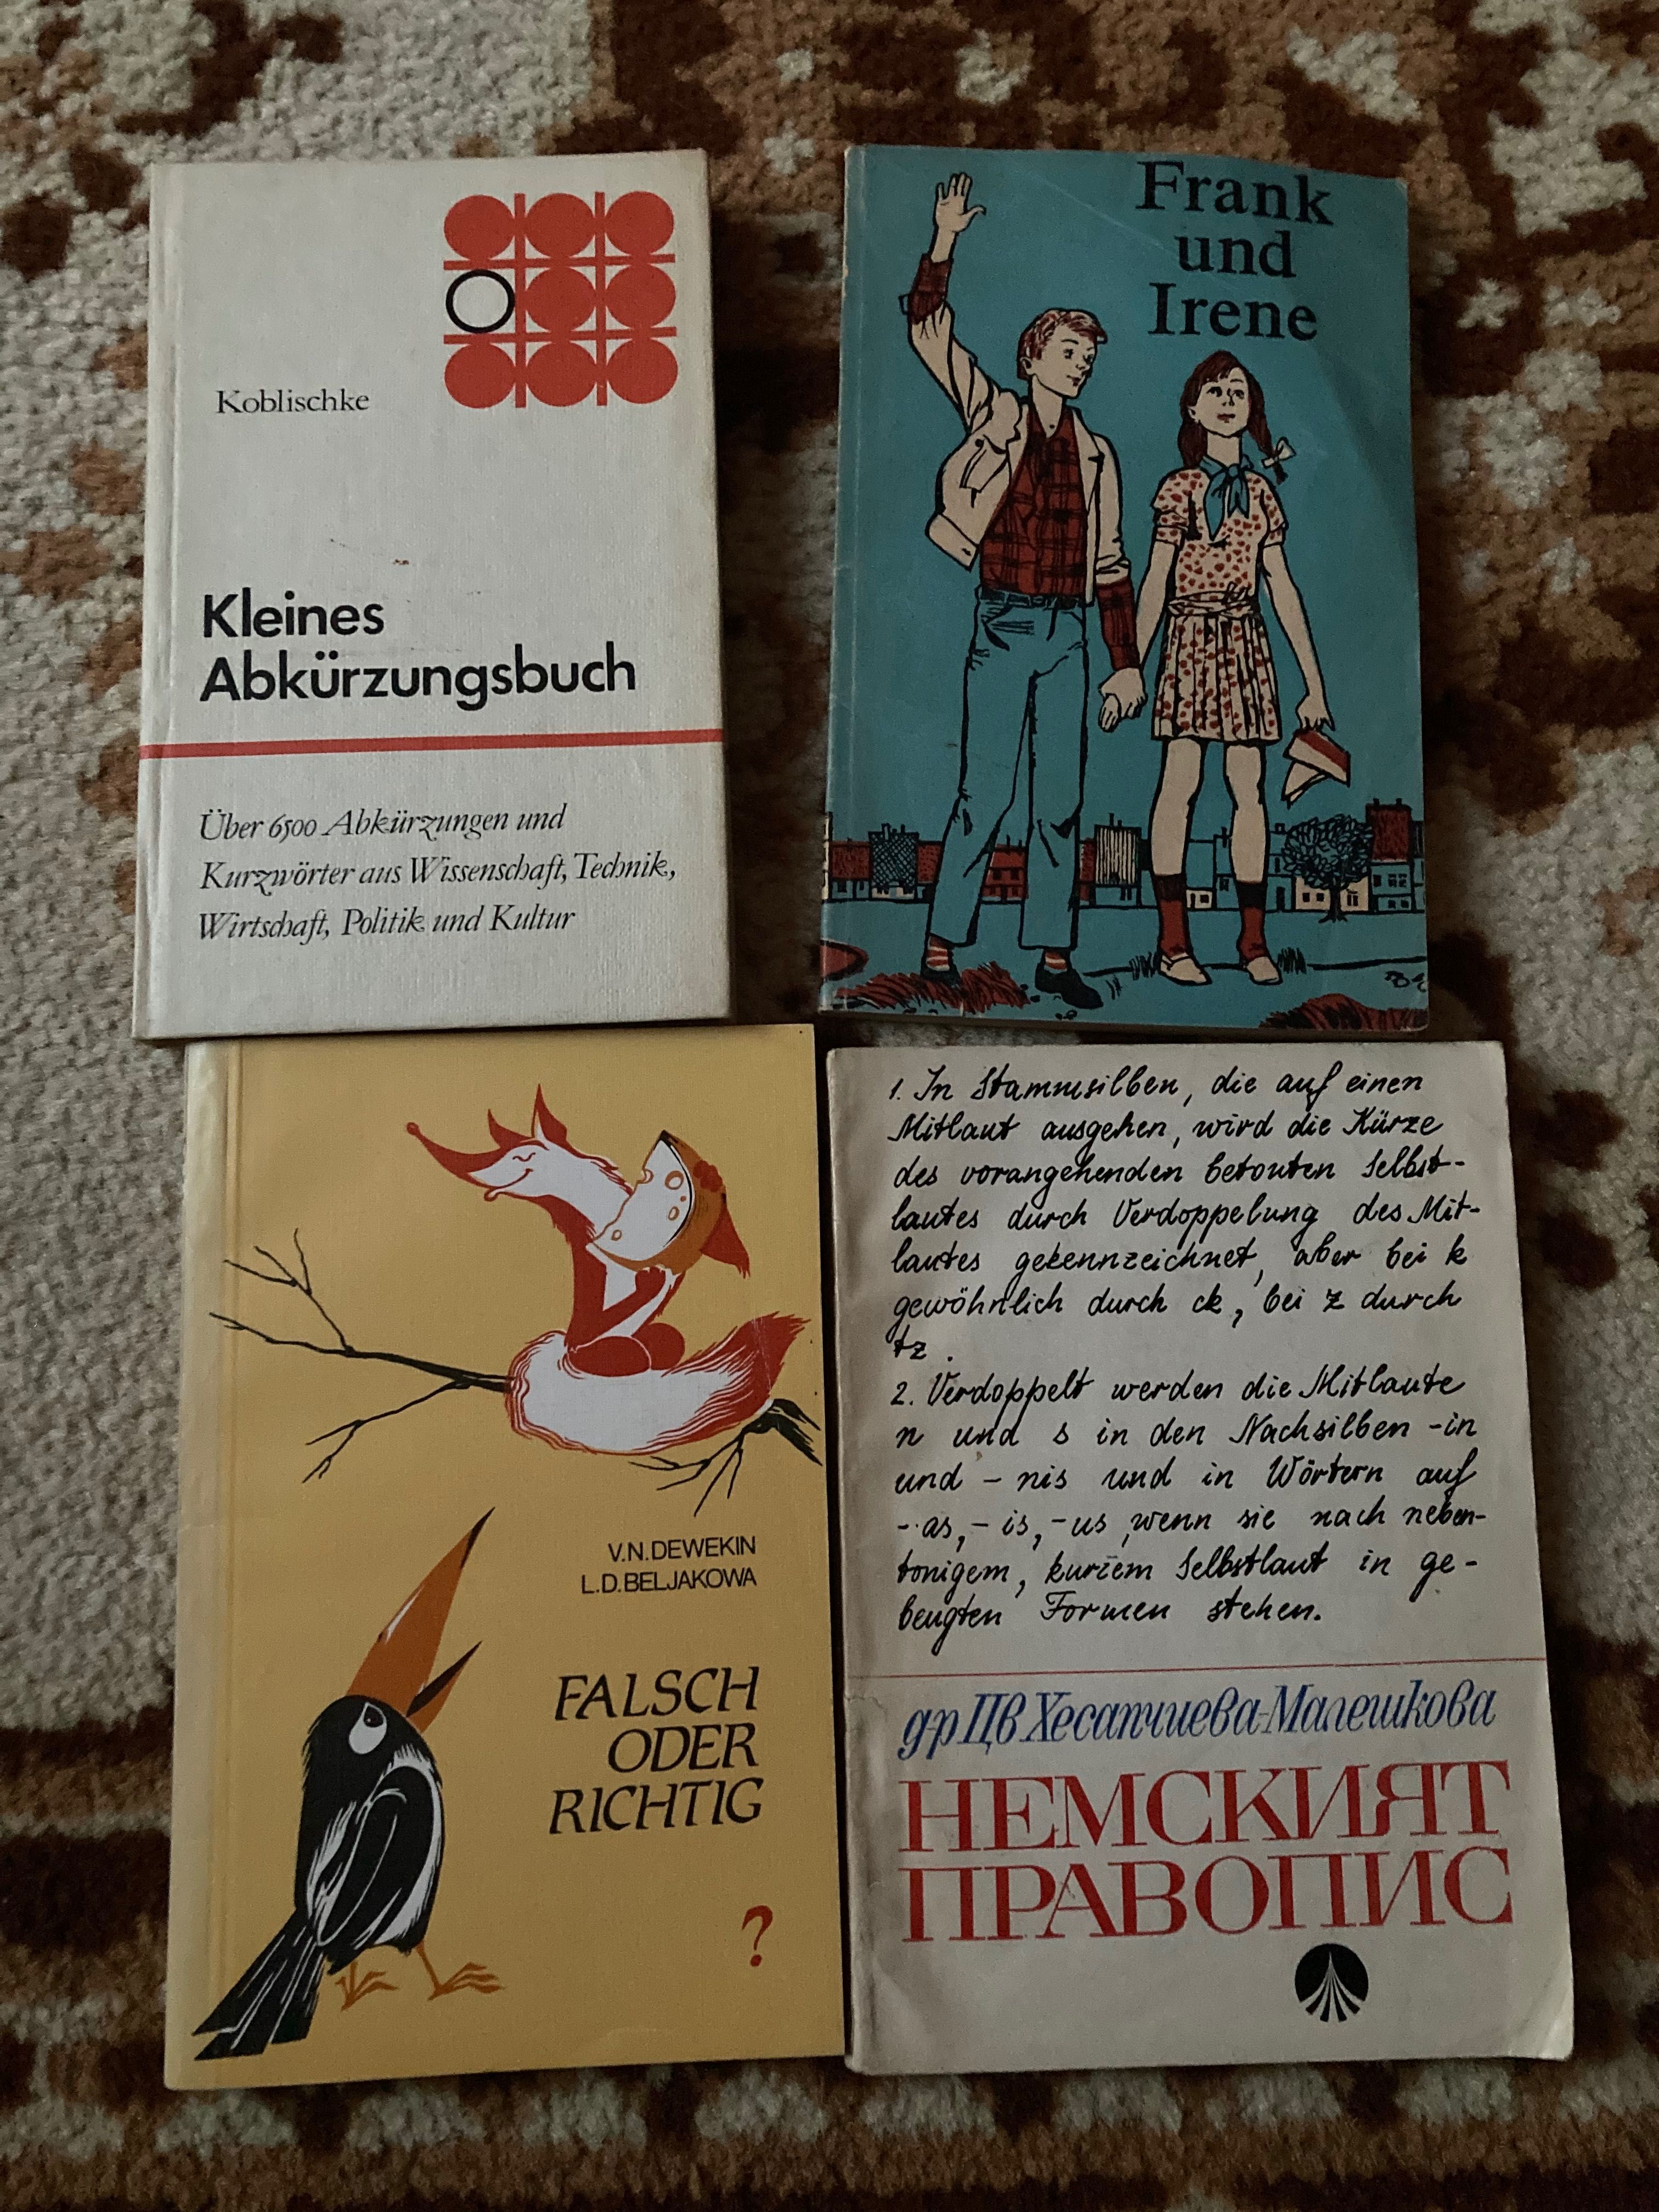 Koblischke
Kleines
Abkürzungsbuch
Über 6500 Abkürzungen und
Kurzwörter aus Wissenschaft, Technik,
Wirtschaft, Politik und Kultur
Frank
und
Irene
V.N.DEWEKIN
L.D.BELJAKOWA
FALSCH
ODER
RICHTIG
?
1. In Stammsilben, die auf einen
Mitlaut ausgehen, wird die Kürze
des vorangehenden betonten Selbst-
lautes durch Verdoppelung des Mit-
lautes gekennzeichnet, aber bei k
gewöhnlich durch ck, bei z durch
tz.
2. Verdoppelt werden die Mitlaute
n und s in den Nachsilben -in
und - nis und in Wörtern auf
- as, - is, - us, wenn sie nach neben-
tonigem, kurzem Selbstlaut in ge-
beugten Formen stehen.
д-р Цв Хесапчиева-Малешкова
НЕМСКИЯТ
ПРАВОПИС